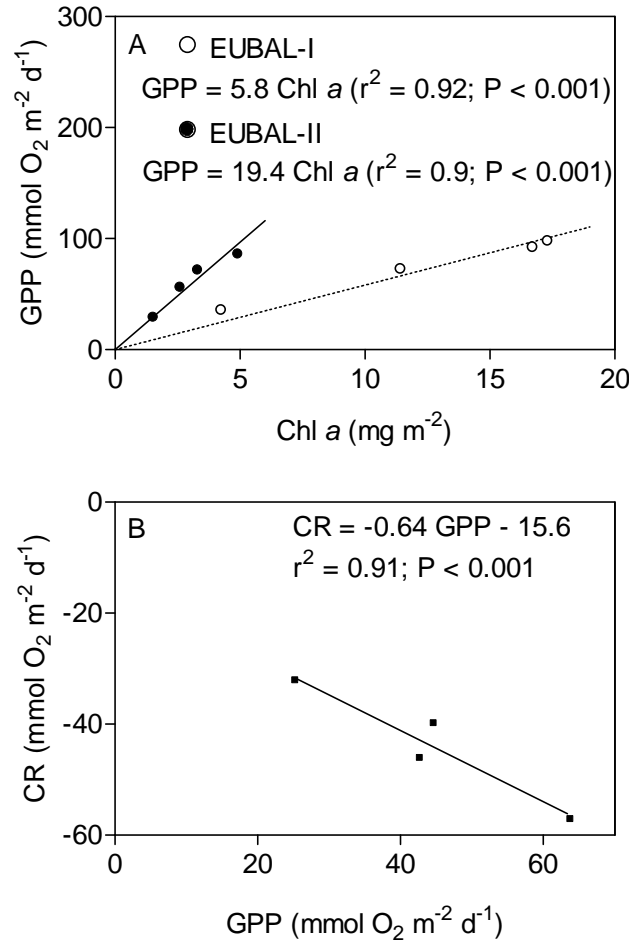 300
A
EUBAL-I
GPP = 5.8 Chl a (r² = 0.92; P < 0.001)
200
EUBAL-II
GPP = 19.4 Chl a (r² = 0.9; P < 0.001)
GPP (mmol O₂ m⁻² d⁻¹)
100
0
0 5 10 15 20
Chl a (mg m⁻²)
0
B
CR = -0.64 GPP - 15.6
r² = 0.91; P < 0.001
-20
CR (mmol O₂ m⁻² d⁻¹)
-40
-60
0 20 40 60
GPP (mmol O₂ m⁻² d⁻¹)